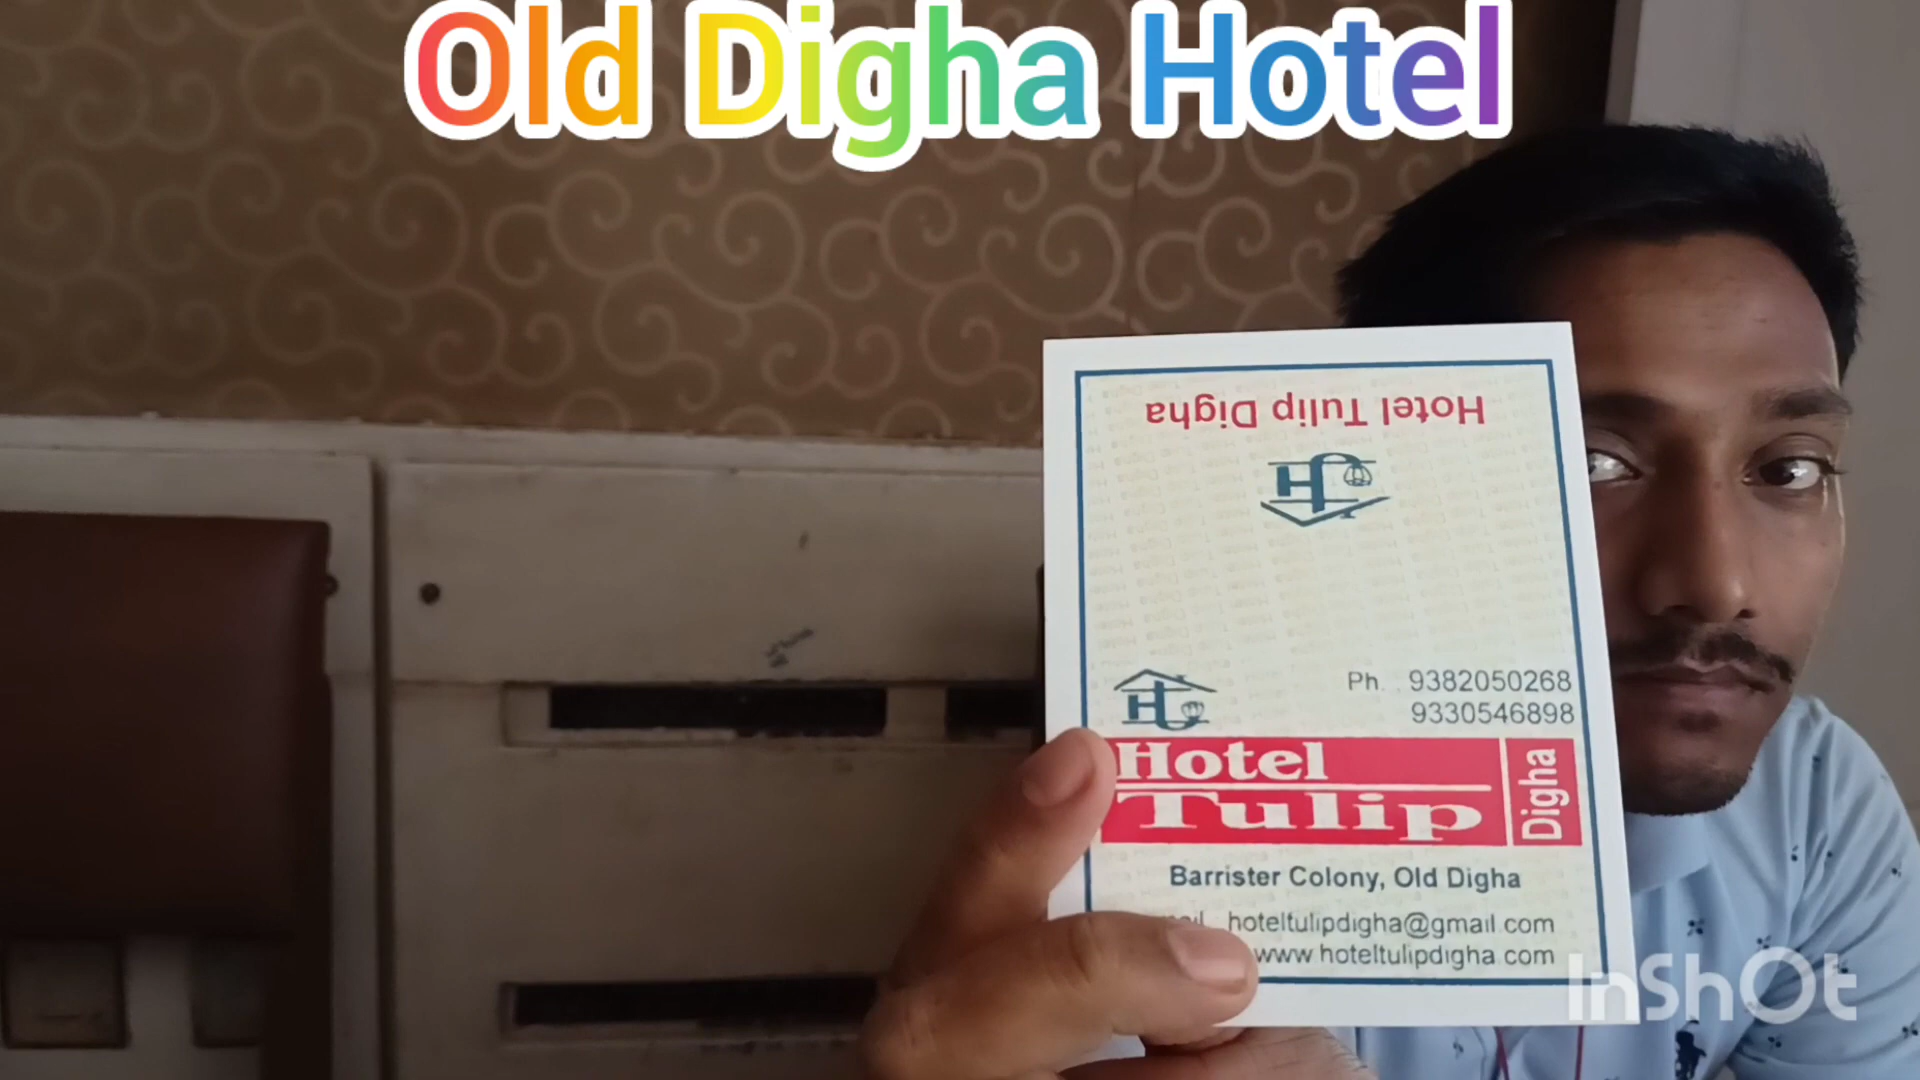 Old Digha Hotel
Hotel Tulip Digha
Ph. 9382050268
9330546898
Hotel
Tulip
Digha
Barrister Colony, Old Digha
hoteltulipdigha@gmail.com
www.hoteltulipdigha.com
InShOt